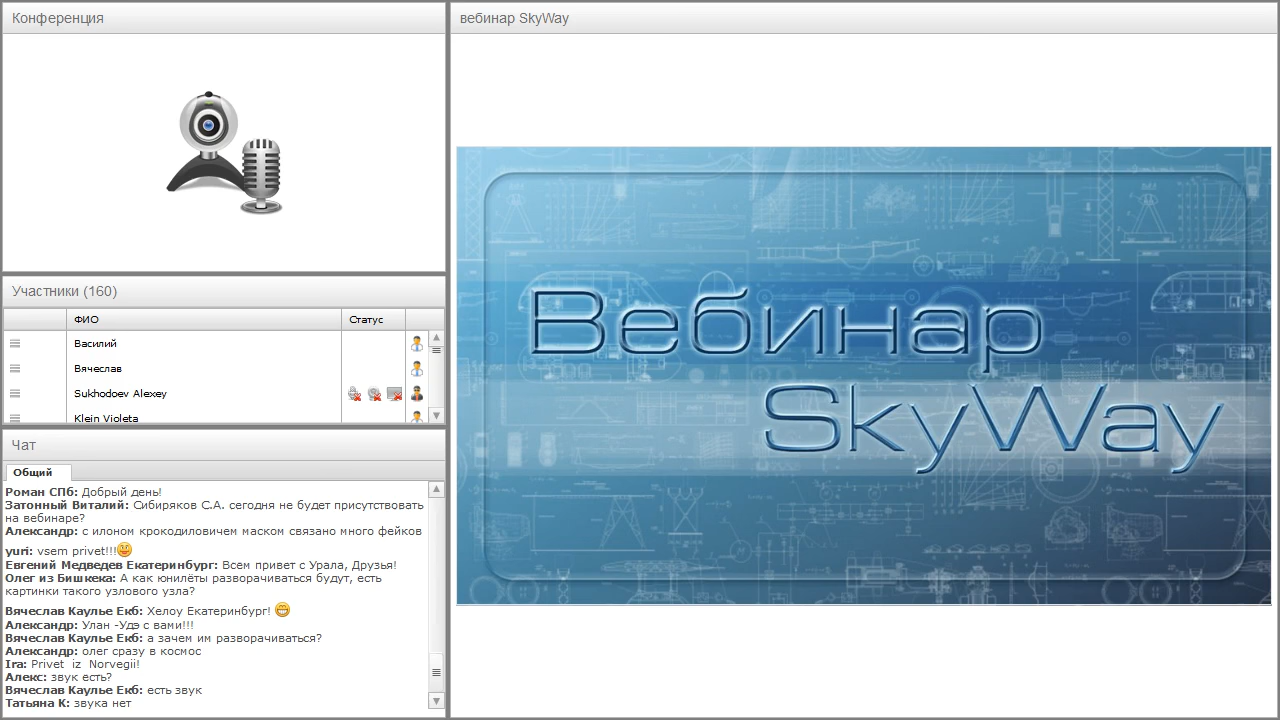 Конференция
вебинар SkyWay
Вебинар
SkyWay
Участники (160)
ФИО Статус
Василий
Вячеслав
Sukhodoev Alexey
Klein Violeta
Чат
Общий
Роман СПб: Добрый день!
Затонный Виталий: Сибиряков С.А. сегодня не будет присутствовать
на вебинаре?
Александр: с илоном крокодиловичем маском связано много фейков
yuri: vsem privet!!!
Евгений Медведев Екатеринбург: Всем привет с Урала, Друзья!
Олег из Бишкека: А как юнилёты разворачиваться будут, есть
картинки такого узлового узла?
Вячеслав Каулье Екб: Хелоу Екатеринбург!
Александр: Улан -Удэ с вами!!!
Вячеслав Каулье Екб: а зачем им разворачиваться?
Александр: олег сразу в космос
Ira: Privet iz Norvegii!
Алекс: звук есть?
Вячеслав Каулье Екб: есть звук
Татьяна К: звука нет